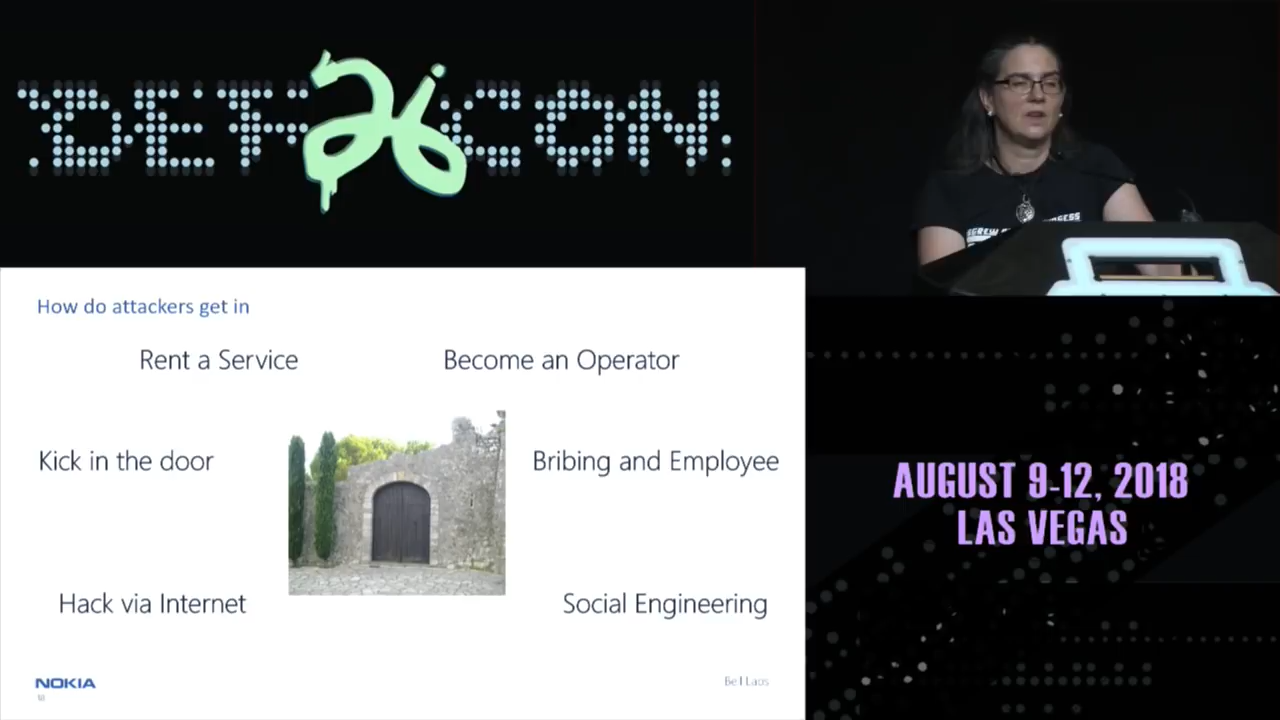 DEF 26 CON
How do attackers get in
Rent a Service
Become an Operator
Kick in the door
Bribing and Employee
Hack via Internet
Social Engineering
NOKIA
Bell Labs
AUGUST 9-12, 2018
LAS VEGAS